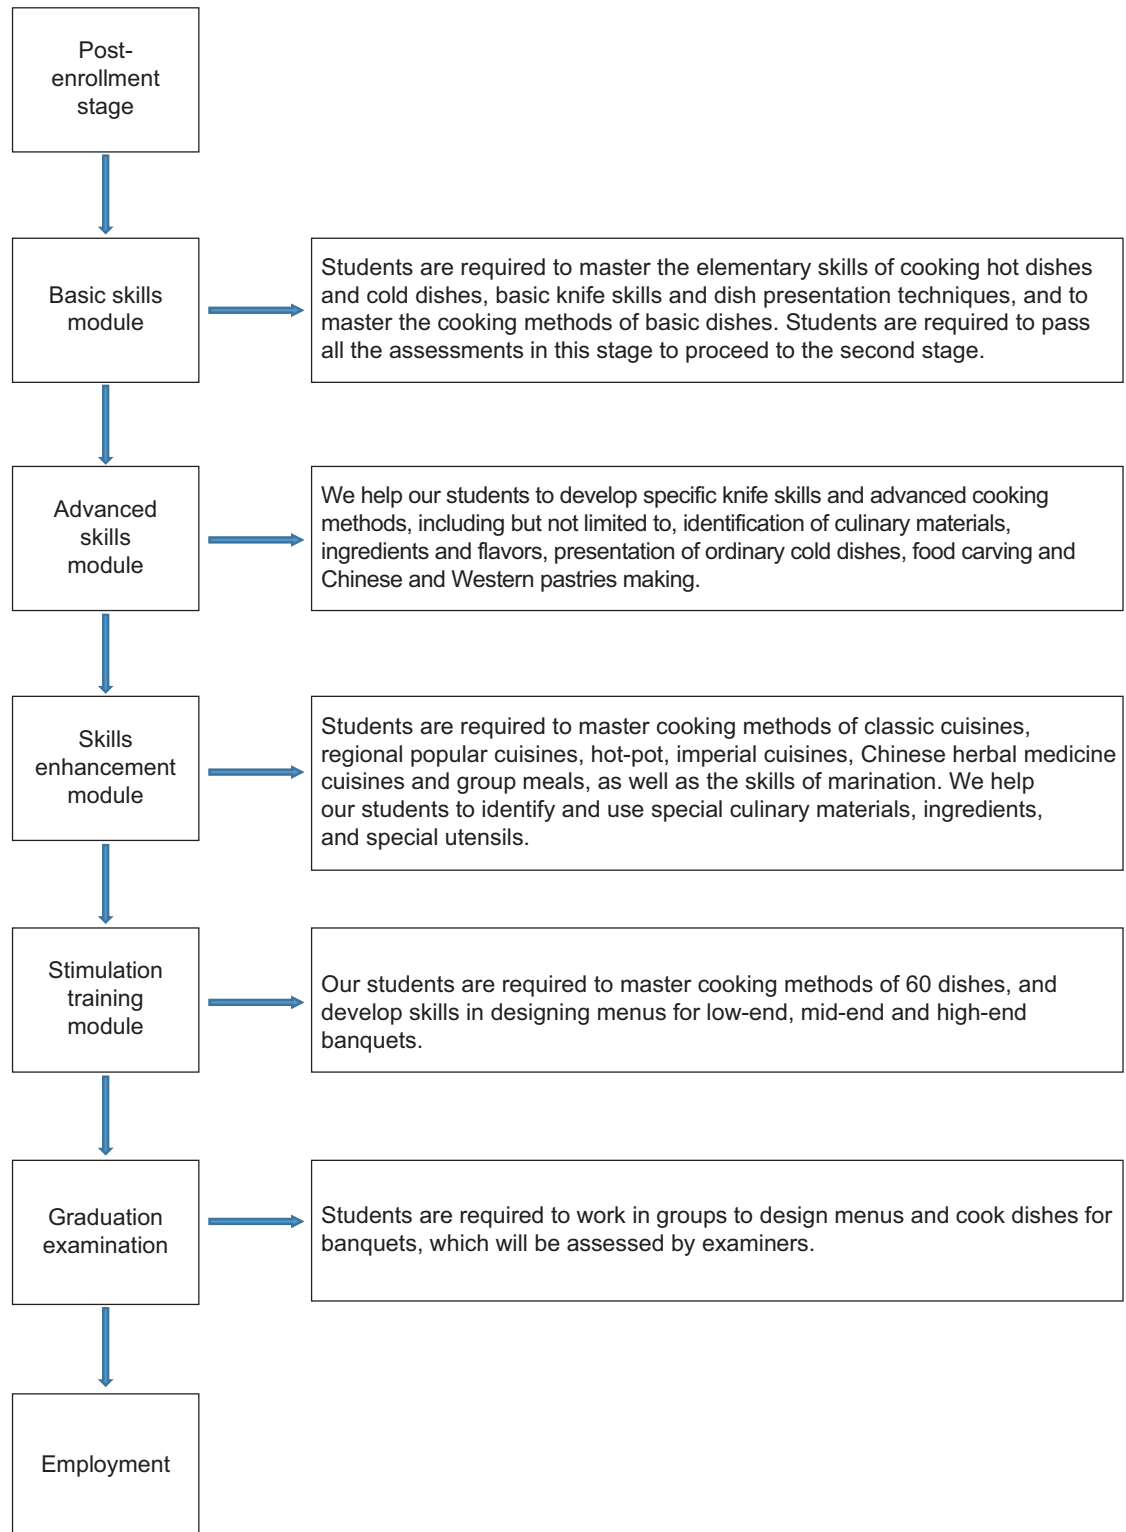 Post-
enrollment
stage
Basic skills
module
Students are required to master the elementary skills of cooking hot dishes
and cold dishes, basic knife skills and dish presentation techniques, and to
master the cooking methods of basic dishes. Students are required to pass
all the assessments in this stage to proceed to the second stage.
Advanced
skills
module
We help our students to develop specific knife skills and advanced cooking
methods, including but not limited to, identification of culinary materials,
ingredients and flavors, presentation of ordinary cold dishes, food carving and
Chinese and Western pastries making.
Skills
enhancement
module
Students are required to master cooking methods of classic cuisines,
regional popular cuisines, hot-pot, imperial cuisines, Chinese herbal medicine
cuisines and group meals, as well as the skills of marination. We help
our students to identify and use special culinary materials, ingredients,
and special utensils.
Stimulation
training
module
Our students are required to master cooking methods of 60 dishes, and
develop skills in designing menus for low-end, mid-end and high-end
banquets.
Graduation
examination
Students are required to work in groups to design menus and cook dishes for
banquets, which will be assessed by examiners.
Employment